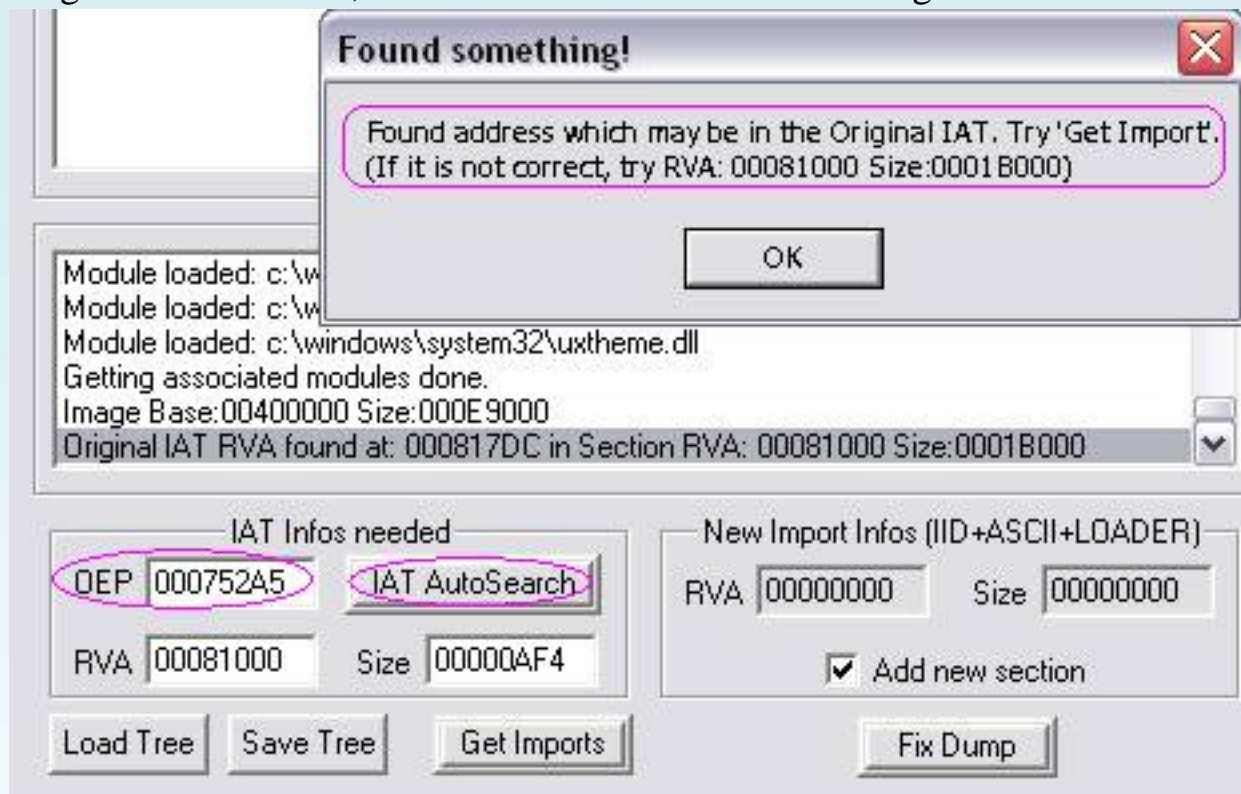 Found something!
Found address which may be in the Original IAT. Try 'Get Import'.
(If it is not correct, try RVA: 00081000 Size:0001B000)
OK
Module loaded: c:\w
Module loaded: c:\w
Module loaded: c:\windows\system32\uxtheme.dll
Getting associated modules done.
Image Base:00400000 Size:000E9000
Original IAT RVA found at: 000817DC in Section RVA: 00081000 Size:0001B000
IAT Infos needed
OEP 000752A5 IAT AutoSearch
RVA 00081000 Size 00000AF4
New Import Infos (IID+ASCII+LOADER)
RVA 00000000 Size 00000000
Add new section
Load Tree Save Tree Get Imports Fix Dump